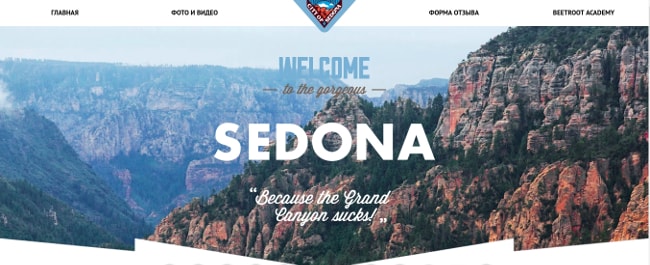 ГЛАВНАЯ
ФОТО И ВИДЕО
CITY OF SEDONA
ФОРМА ОТЗЫВА
BEETROOT ACADEMY
WELCOME
— to the gorgeous —
SEDONA
“Because the Grand
Canyon sucks!„